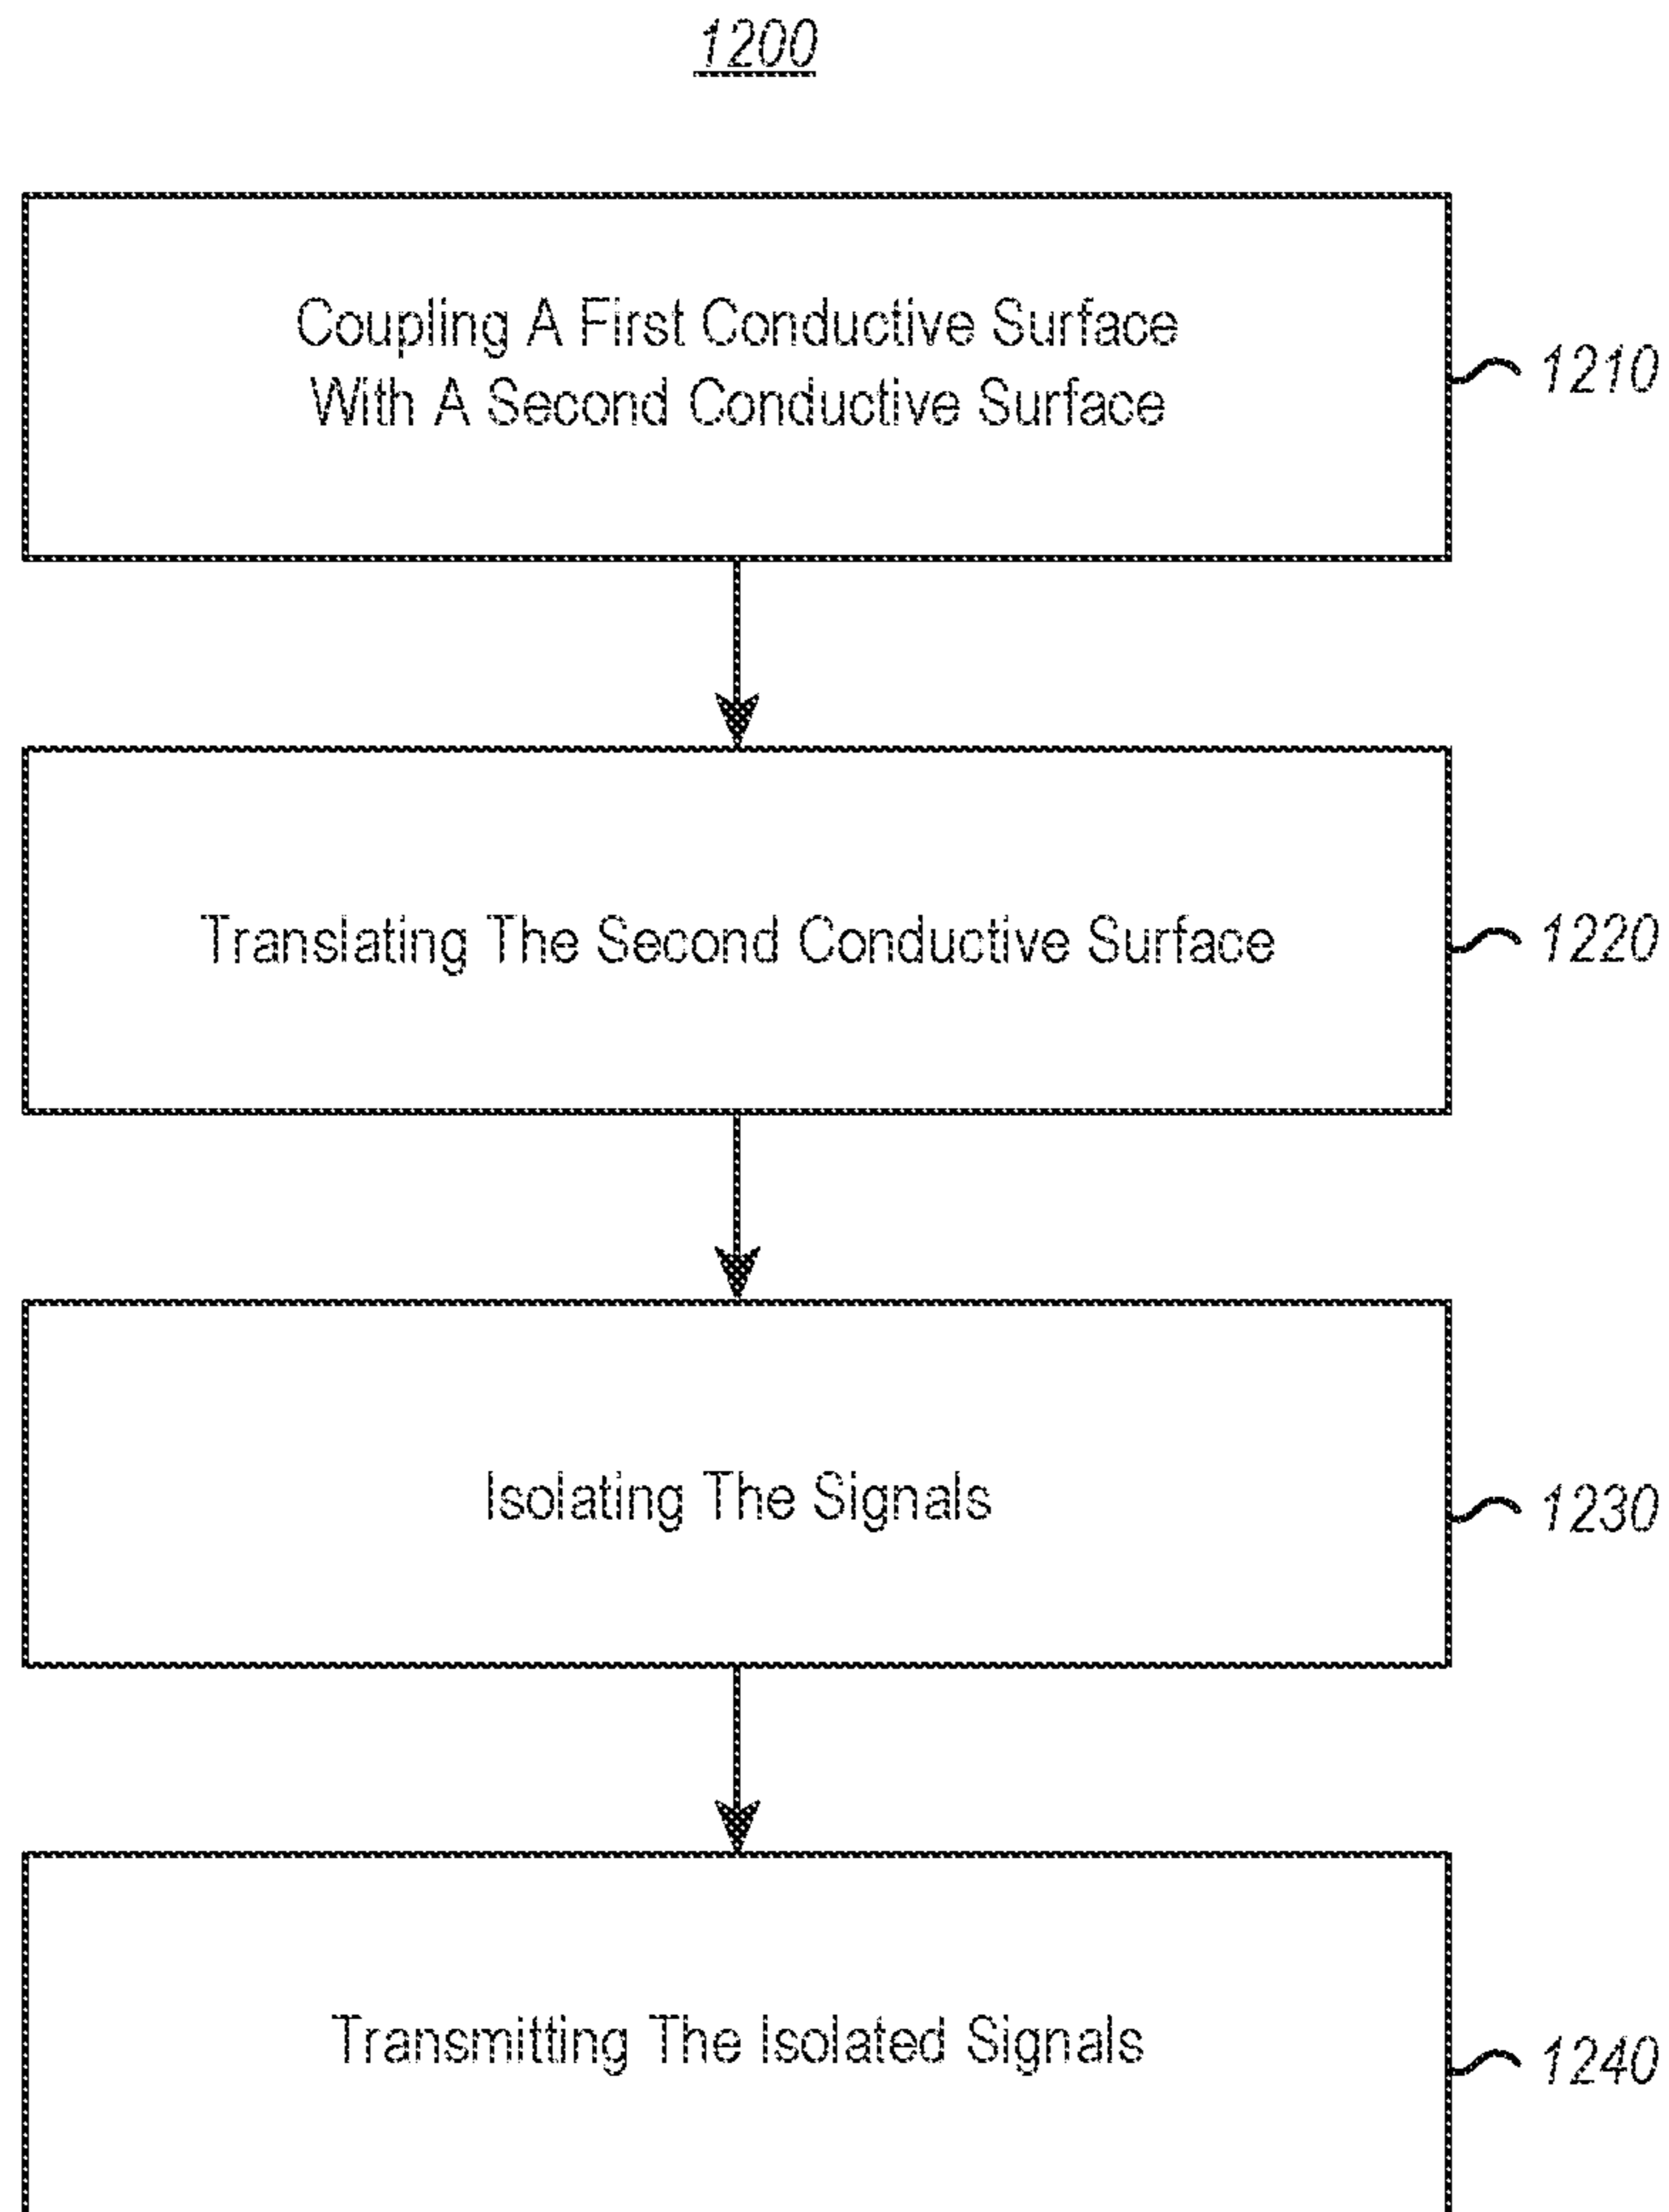 1200
Coupling A First Conductive Surface
With A Second Conductive Surface
1210
Translating The Second Conductive Surface
1220
Isolating The Signals
1230
Transmitting The Isolated Signals
1240